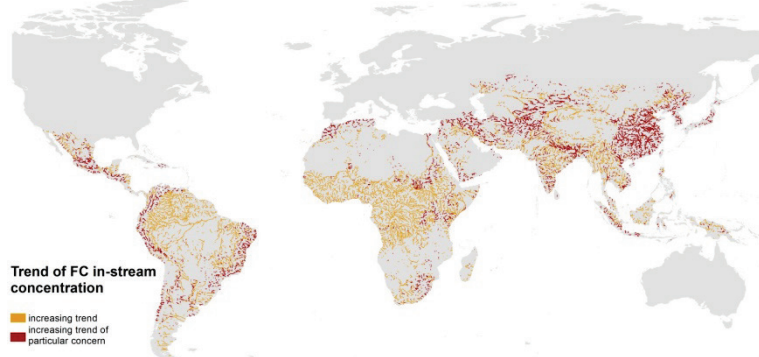 Trend of FC in-stream
concentration
increasing trend
increasing trend of
particular concern